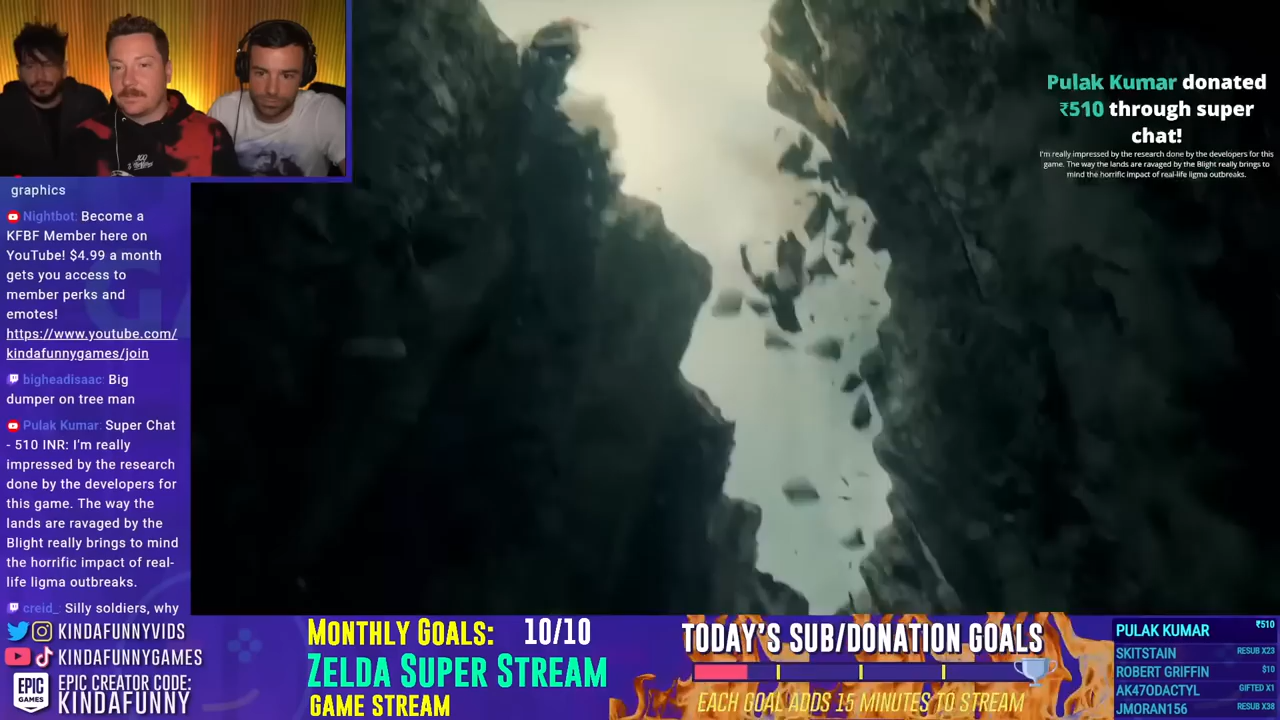 Pulak Kumar donated
₹510 through super
chat!
I'm really impressed by the research done by the developers for this
game. The way the lands are ravaged by the Blight really brings to
mind the horrific impact of real-life ligma outbreaks.
graphics
Nightbot: Become a
KFBF Member here on
YouTube! $4.99 a month
gets you access to
member perks and
emotes!
https://www.youtube.com/
kindafunnygames/join
bigheadisaac: Big
dumper on tree man
Pulak Kumar: Super Chat
- 510 INR: I'm really
impressed by the research
done by the developers for
this game. The way the
lands are ravaged by the
Blight really brings to mind
the horrific impact of real-
life ligma outbreaks.
creid_: Silly soldiers, why
KINDAFUNNYVIDS
KINDAFUNNYGAMES
EPIC GAMES
EPIC CREATOR CODE:
KINDAFUNNY
MONTHLY GOALS: 10/10
ZELDA SUPER STREAM
GAME STREAM
TODAY'S SUB/DONATION GOALS
EACH GOAL ADDS 15 MINUTES TO STREAM
PULAK KUMAR ₹510
SKITSTAIN RESUB X23
ROBERT GRIFFIN $10
AK47ODACTYL GIFTED X1
JMORAN156 RESUB X38